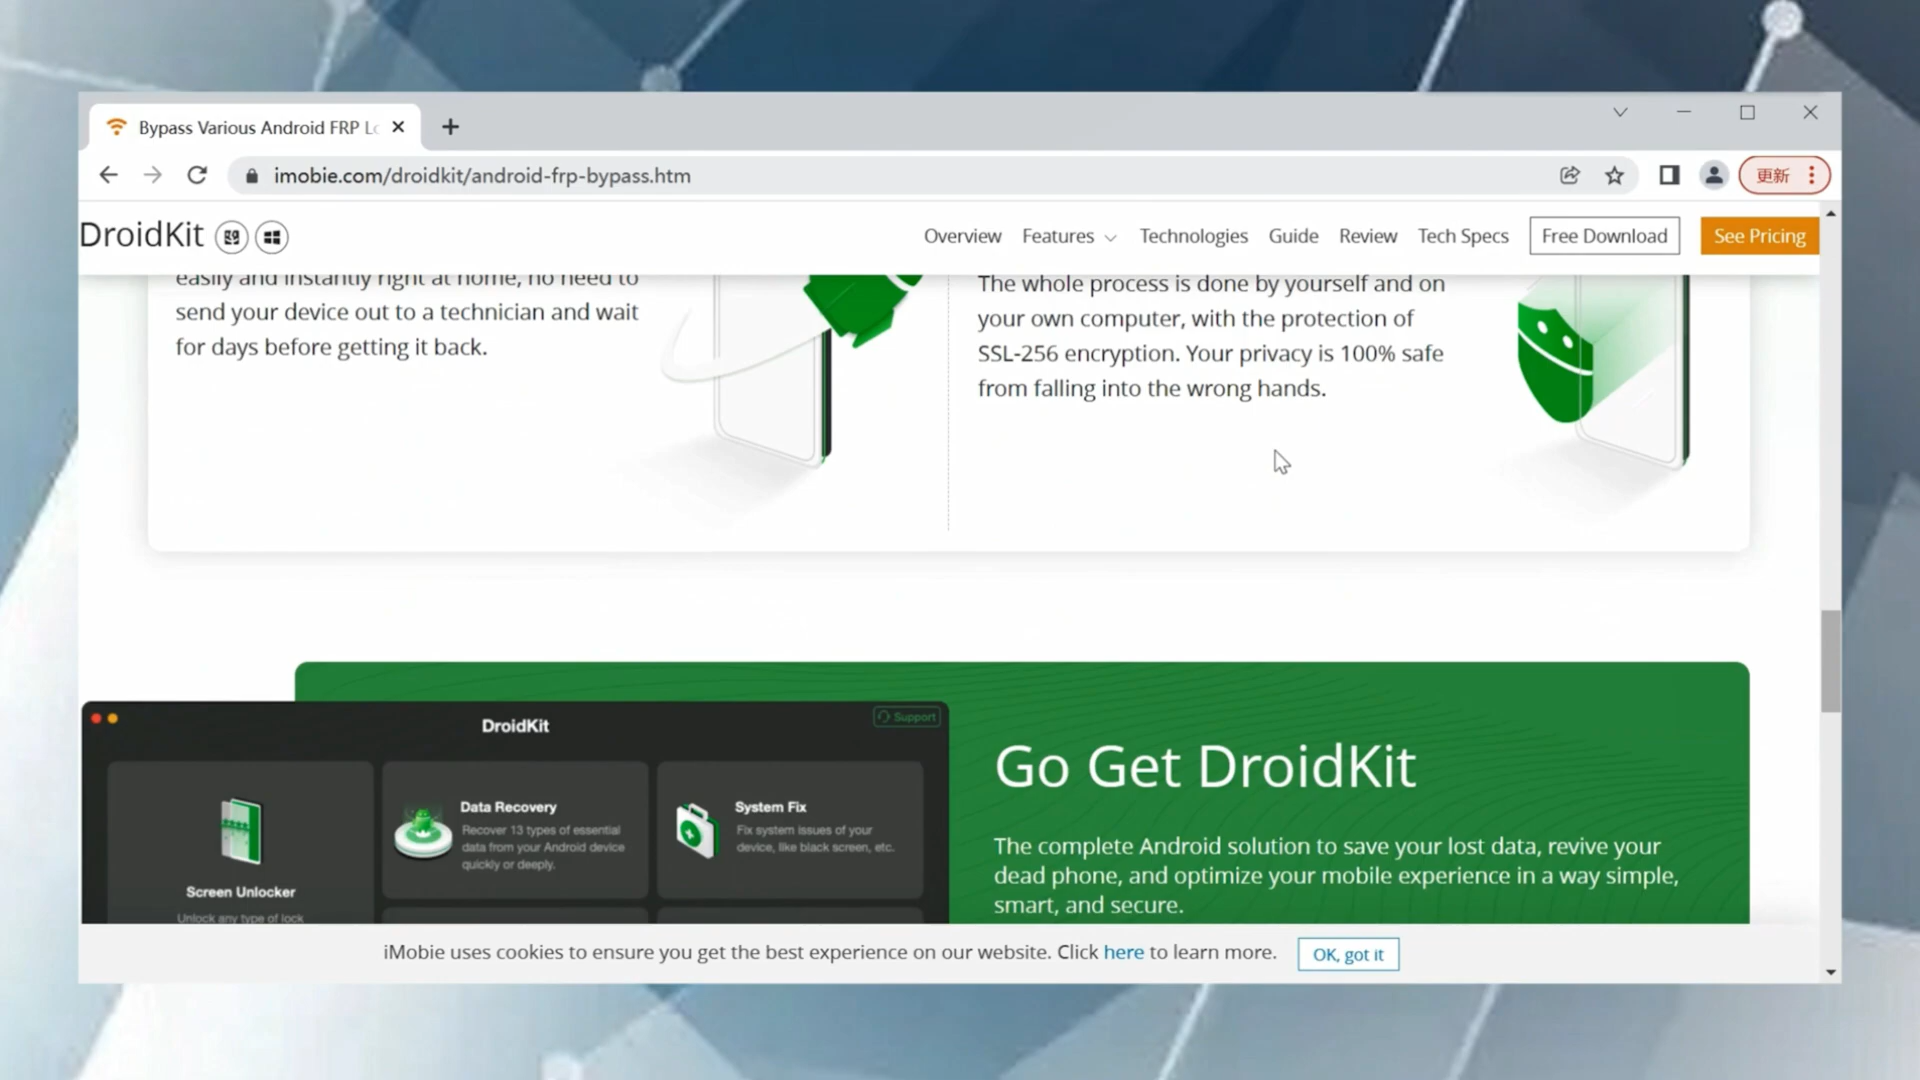 Bypass Various Android FRP Lo
imobie.com/droidkit/android-frp-bypass.htm
更新
DroidKit
Overview
Features
Technologies
Guide
Review
Tech Specs
Free Download
See Pricing
easily and instantly right at home, no need to
send your device out to a technician and wait
for days before getting it back.
The whole process is done by yourself and on
your own computer, with the protection of
SSL-256 encryption. Your privacy is 100% safe
from falling into the wrong hands.
DroidKit
Support
Screen Unlocker
Unlock any type of lock
Data Recovery
Recover 13 types of essential
data from your Android device
quickly or deeply.
System Fix
Fix system issues of your
device, like black screen, etc.
Go Get DroidKit
The complete Android solution to save your lost data, revive your
dead phone, and optimize your mobile experience in a way simple,
smart, and secure.
iMobie uses cookies to ensure you get the best experience on our website. Click here to learn more.
OK, got it